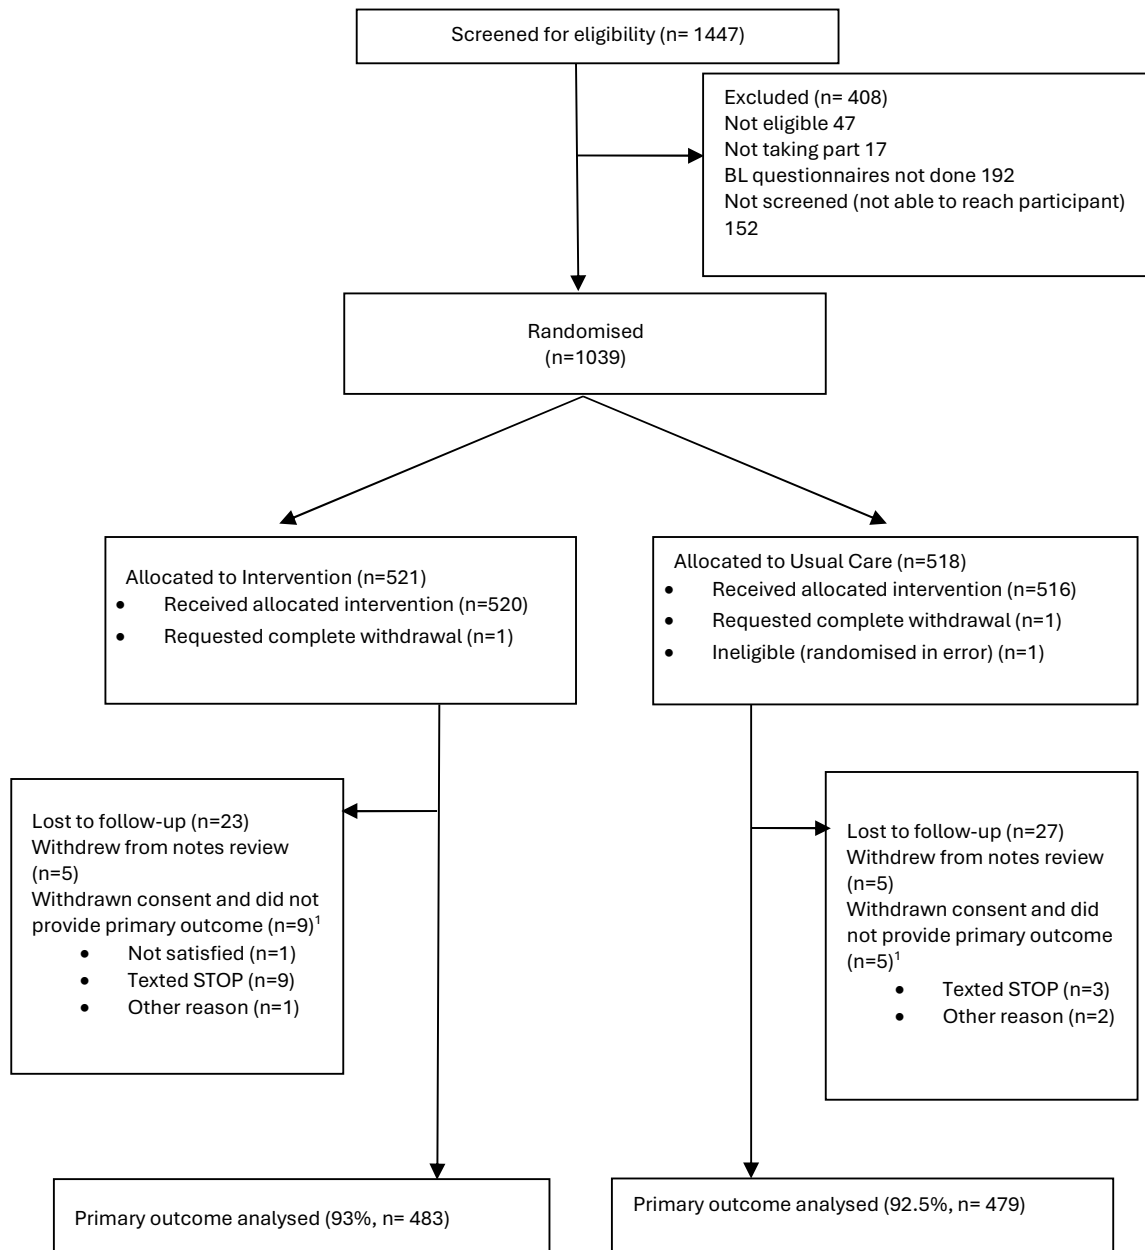 Screened for eligibility (n= 1447)
Excluded (n= 408)
Not eligible 47
Not taking part 17
BL questionnaires not done 192
Not screened (not able to reach participant)
152
Randomised
(n=1039)
Allocated to Intervention (n=521)
• Received allocated intervention (n=520)
• Requested complete withdrawal (n=1)
Allocated to Usual Care (n=518)
• Received allocated intervention (n=516)
• Requested complete withdrawal (n=1)
• Ineligible (randomised in error) (n=1)
Lost to follow-up (n=23)
Withdrew from notes review
(n=5)
Withdrawn consent and did not
provide primary outcome (n=9)¹
• Not satisfied (n=1)
• Texted STOP (n=9)
• Other reason (n=1)
Lost to follow-up (n=27)
Withdrew from notes review
(n=5)
Withdrawn consent and did
not provide primary outcome
(n=5)¹
• Texted STOP (n=3)
• Other reason (n=2)
Primary outcome analysed (93%, n= 483)
Primary outcome analysed (92.5%, n= 479)